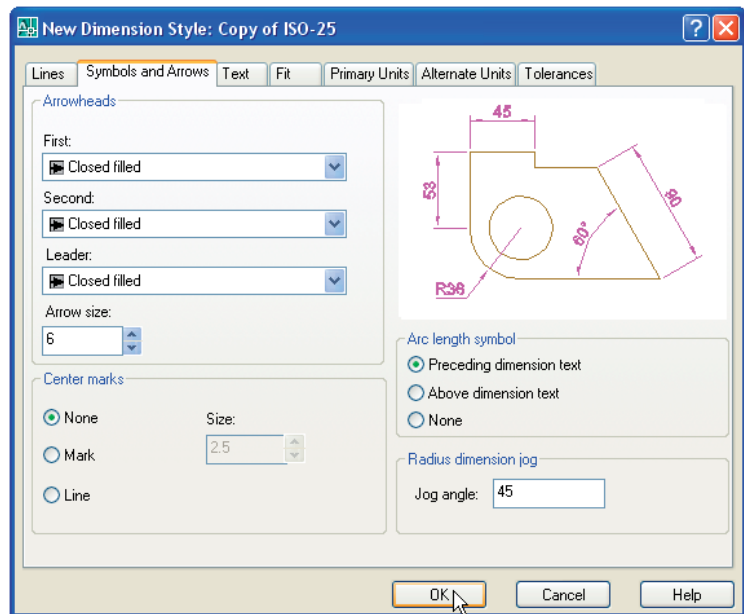 New Dimension Style: Copy of ISO-25
Lines Symbols and Arrows Text Fit Primary Units Alternate Units Tolerances
Arrowheads
First:
Closed filled
Second:
Closed filled
Leader:
Closed filled
Arrow size:
6
Center marks
None
Size:
2.5
Mark
Line
45
53
80
60°
R36
Arc length symbol
Preceding dimension text
Above dimension text
None
Radius dimension jog
Jog angle: 45
OK Cancel Help